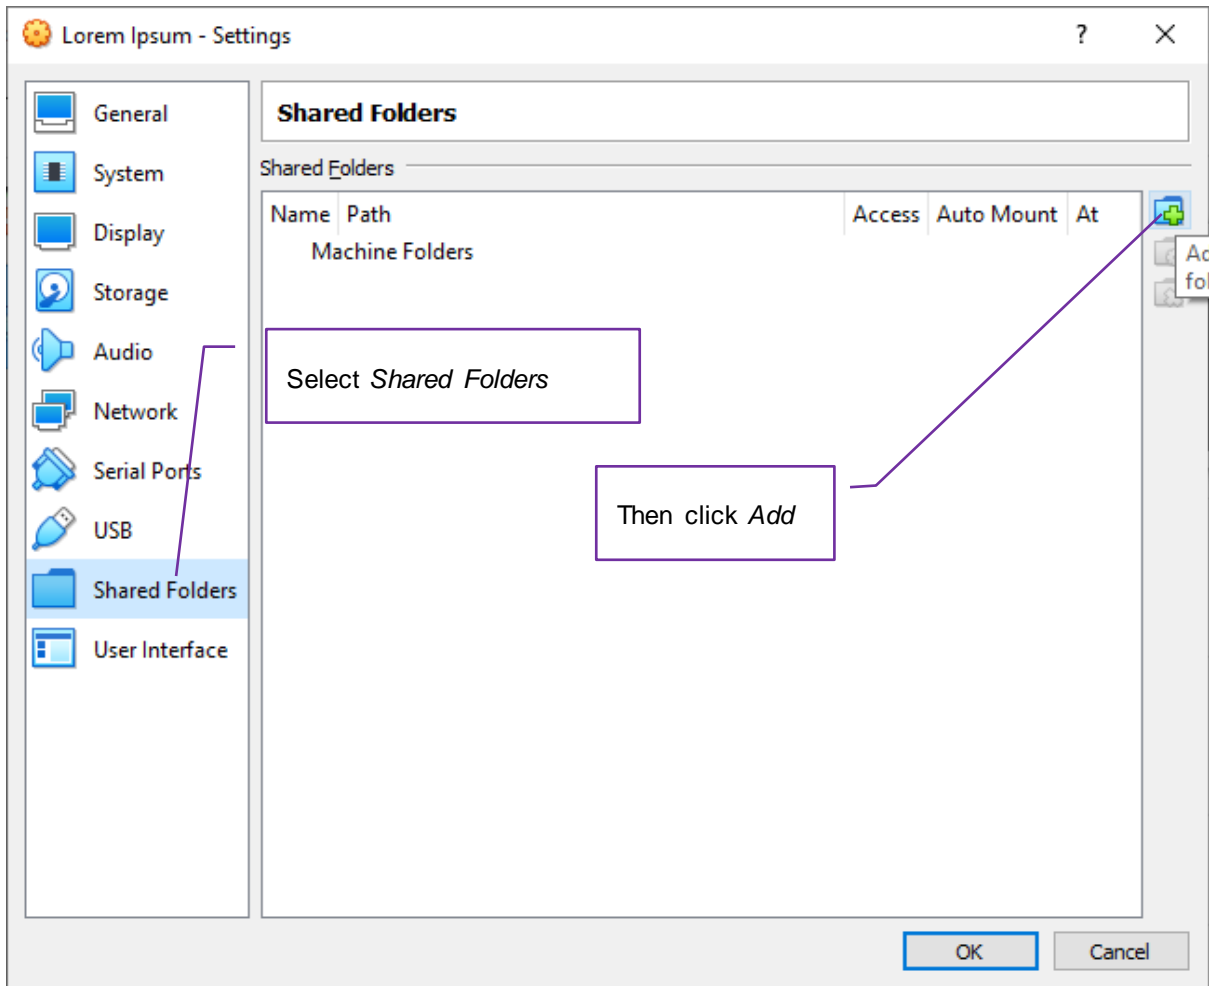 Lorem Ipsum - Settings
?
General
System
Display
Storage
Audio
Network
Serial Ports
USB
Shared Folders
User Interface
Shared Folders
Shared Folders
Name Path Access Auto Mount At
Machine Folders
Select Shared Folders
Then click Add
OK Cancel